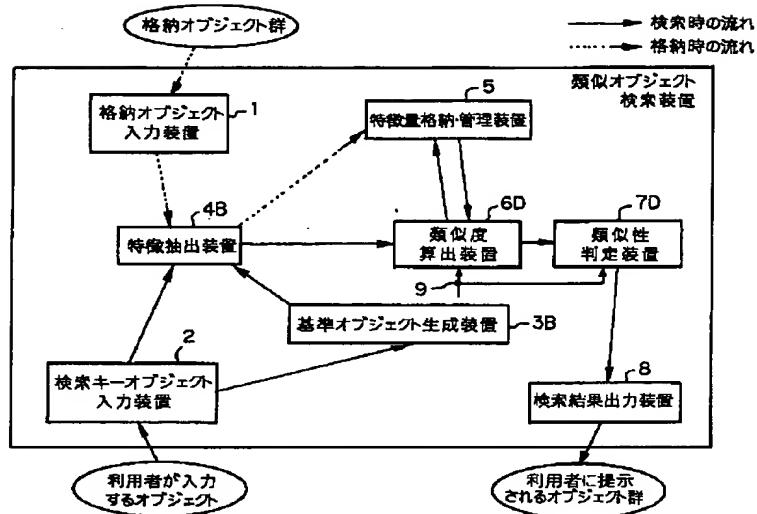 格納オブジェクト群
検索時の流れ
格納時の流れ
類似オブジェクト
検索装置
1
格納オブジェクト
入力装置
5
特徴量格納・管理装置
4B
特徴抽出装置
6D
類似度
算出装置
7D
類似性
判定装置
9
基準オブジェクト生成装置
3B
2
検索キーオブジェクト
入力装置
8
検索結果出力装置
利用者が入力
するオブジェクト
利用者に提示
されるオブジェクト群